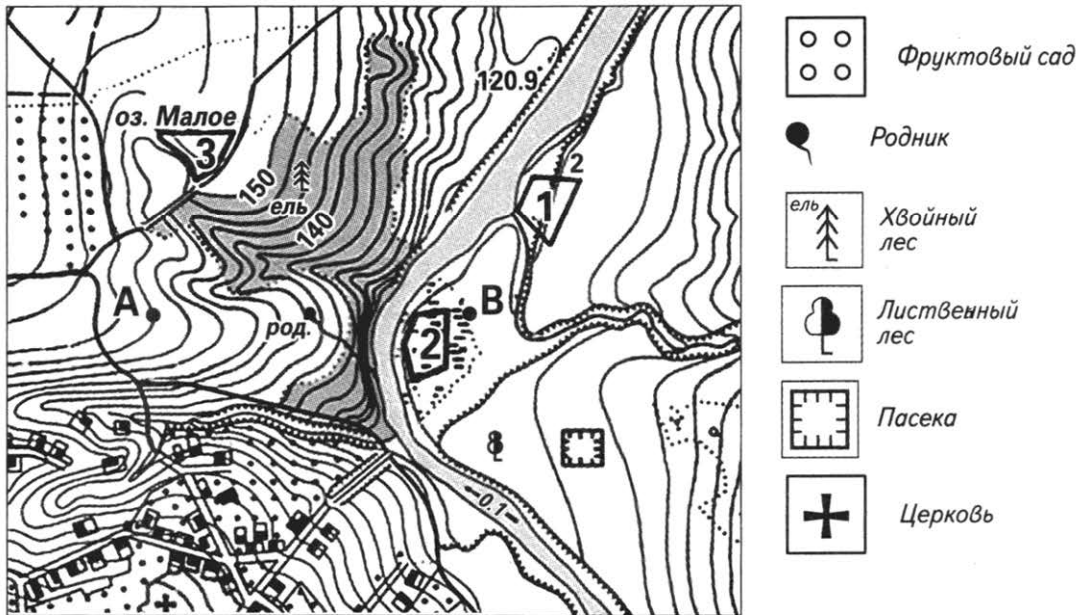 120.9
оз. Малое
3
150
ель
140
2
1
А
род.
В
2
0.1
Фруктовый сад
Родник
ель
Хвойный
лес
Лиственный
лес
Пасека
Церковь